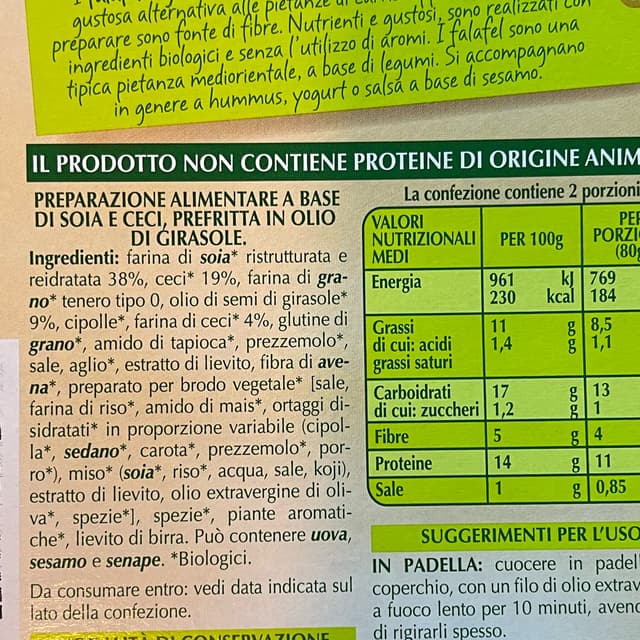 gustosa alternativa alle pietanze di
preparare sono fonte di fibre. Nutrienti e gustosi, sono realizzati con
ingredienti biologici e senza l'utilizzo di aromi. I falafel sono una
tipica pietanza mediorientale, a base di legumi. Si accompagnano
in genere a hummus, yogurt o salsa a base di sesamo.
IL PRODOTTO NON CONTIENE PROTEINE DI ORIGINE ANIM
PREPARAZIONE ALIMENTARE A BASE
DI SOIA E CECI, PREFRITTA IN OLIO
DI GIRASOLE.
Ingredienti: farina di soia* ristrutturata e
reidratata 38%, ceci* 19%, farina di gra-
no* tenero tipo 0, olio di semi di girasole*
9%, cipolle*, farina di ceci* 4%, glutine di
grano*, amido di tapioca*, prezzemolo*,
sale, aglio*, estratto di lievito, fibra di ave-
na*, preparato per brodo vegetale* [sale,
farina di riso*, amido di mais*, ortaggi di-
sidratati* in proporzione variabile (cipol-
la*, sedano*, carota*, prezzemolo*, por-
ro*), miso* (soia*, riso*, acqua, sale, koji),
estratto di lievito, olio extravergine di oli-
va*, spezie*], spezie*, piante aromati-
che*, lievito di birra. Può contenere uova,
sesamo e senape. *Biologici.
Da consumare entro: vedi data indicata sul
lato della confezione.
La confezione contiene 2 porzioni
VALORI
NUTRIZIONALI
MEDI
PER 100g
PER
PORZIO
(80g
Energia 961 kJ 769
230 kcal 184
Grassi 11 g 8,5
di cui: acidi 1,4 g 1,1
grassi saturi
Carboidrati 17 g 13
di cui: zuccheri 1,2 g 1
Fibre 5 g 4
Proteine 14 g 11
Sale 1 g 0,85
SUGGERIMENTI PER L'USO
IN PADELLA: cuocere in padel
coperchio, con un filo di olio extrav
a fuoco lento per 10 minuti, avend
di rigirarli spesso.